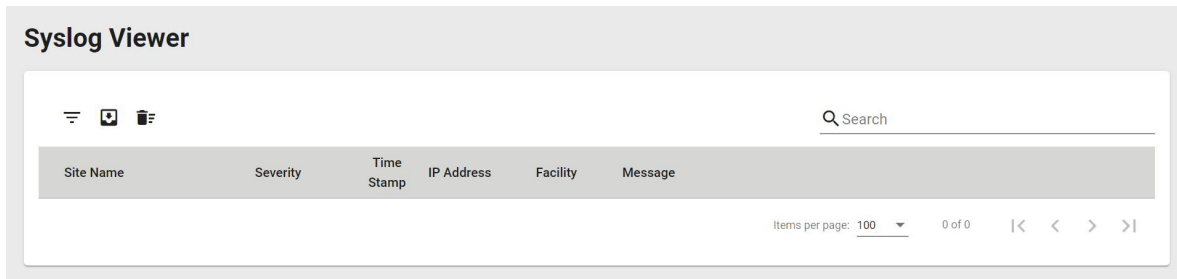 Syslog Viewer
Search
Site Name Severity Time Stamp IP Address Facility Message
Items per page: 100 0 of 0